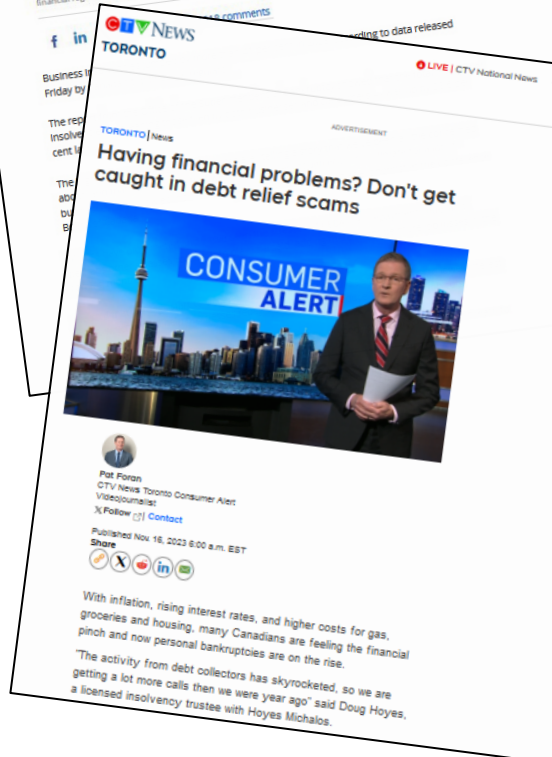 comments
rding to data released
Business I
Friday by
The rep
Insolve
cent la
The
abo
bu
B
CTV NEWS
TORONTO
LIVE | CTV National News
ADVERTISEMENT
TORONTO | News
Having financial problems? Don't get
caught in debt relief scams
CONSUMER
ALERT
Pat Foran
CTV News Toronto Consumer Alert
Videojournalist
X Follow | Contact
Published Nov. 16, 2023 6:00 a.m. EST
Share
With inflation, rising interest rates, and higher costs for gas,
groceries and housing, many Canadians are feeling the financial
pinch and now personal bankruptcies are on the rise.
"The activity from debt collectors has skyrocketed, so we are
getting a lot more calls then we were year ago" said Doug Hoyes,
a licensed insolvency trustee with Hoyes Michalos.